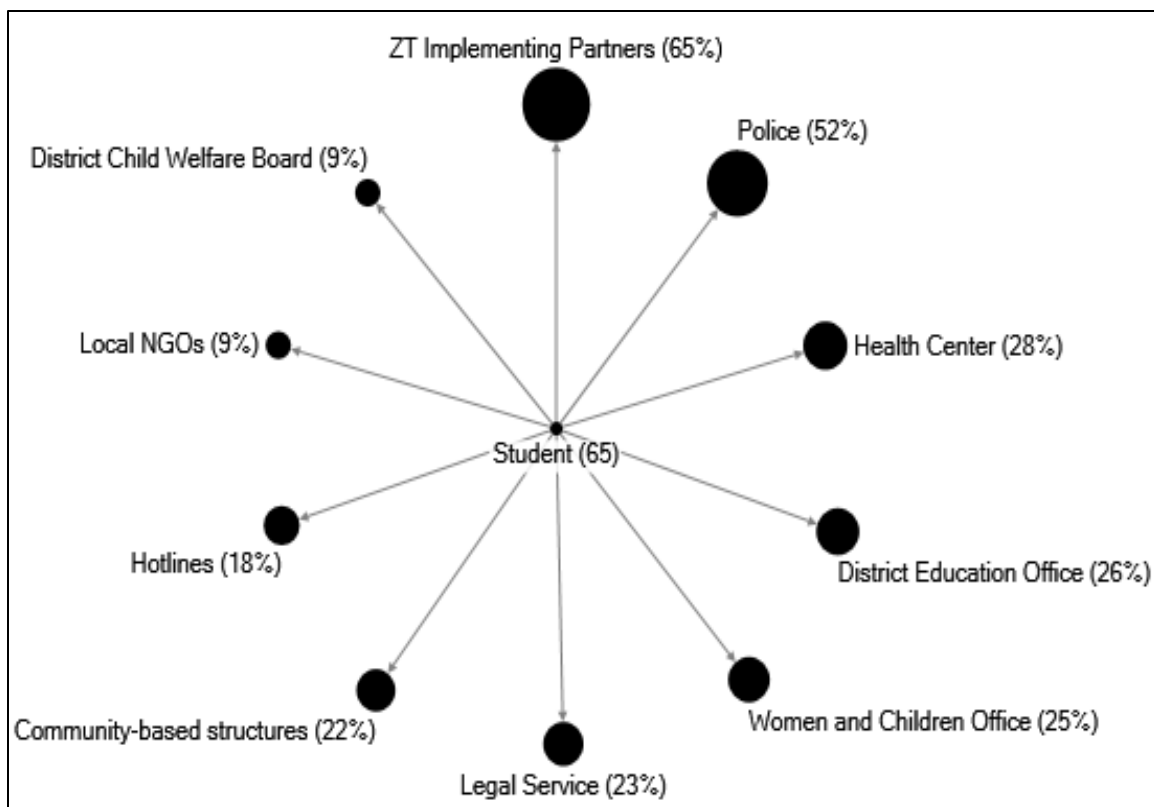 ZT Implementing Partners (65%)
Police (52%)
District Child Welfare Board (9%)
Local NGOs (9%)
Health Center (28%)
Student (65)
Hotlines (18%)
District Education Office (26%)
Community-based structures (22%)
Women and Children Office (25%)
Legal Service (23%)